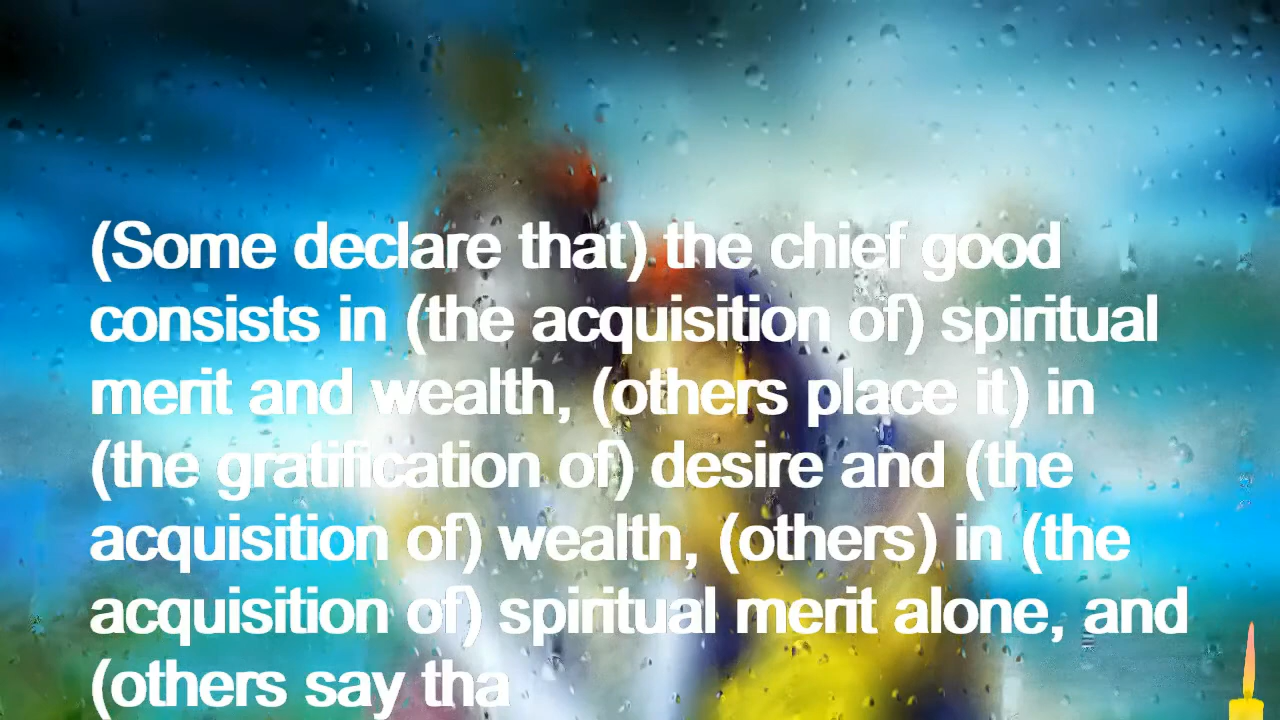 (Some declare that) the chief good
consists in (the acquisition of) spiritual
merit and wealth, (others place it) in
(the gratification of) desire and (the
acquisition of) wealth, (others) in (the
acquisition of) spiritual merit alone, and
(others say tha